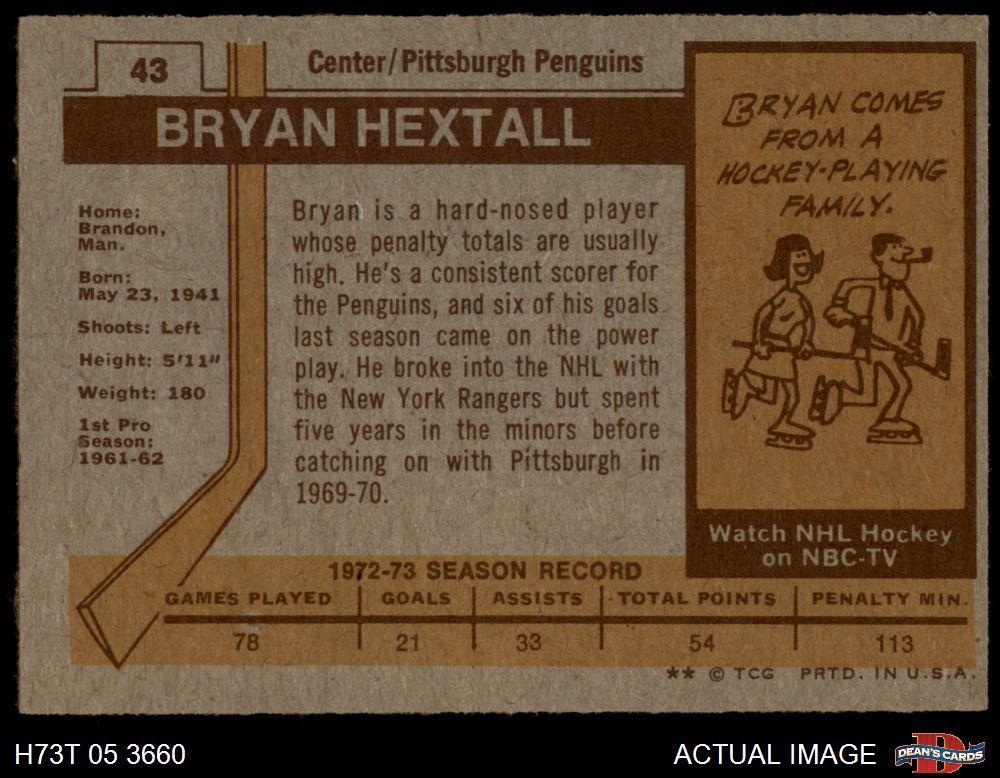 43
Center/Pittsburgh Penguins
BRYAN HEXTALL
Home:
Brandon,
Man.
Born:
May 23, 1941
Shoots: Left
Height: 5'11"
Weight: 180
1st Pro
Season:
1961-62
Bryan is a hard-nosed player
whose penalty totals are usually
high. He's a consistent scorer for
the Penguins, and six of his goals
last season came on the power
play. He broke into the NHL with
the New York Rangers but spent
five years in the minors before
catching on with Pittsburgh in
1969-70.
BRYAN COMES
FROM A
HOCKEY-PLAYING
FAMILY.
Watch NHL Hockey
on NBC-TV
1972-73 SEASON RECORD
GAMES PLAYED GOALS ASSISTS TOTAL POINTS PENALTY MIN.
78 21 33 54 113
** © TCG PRTD. IN U.S.A.
H73T 05 3660
ACTUAL IMAGE
D
DEAN'S CARDS